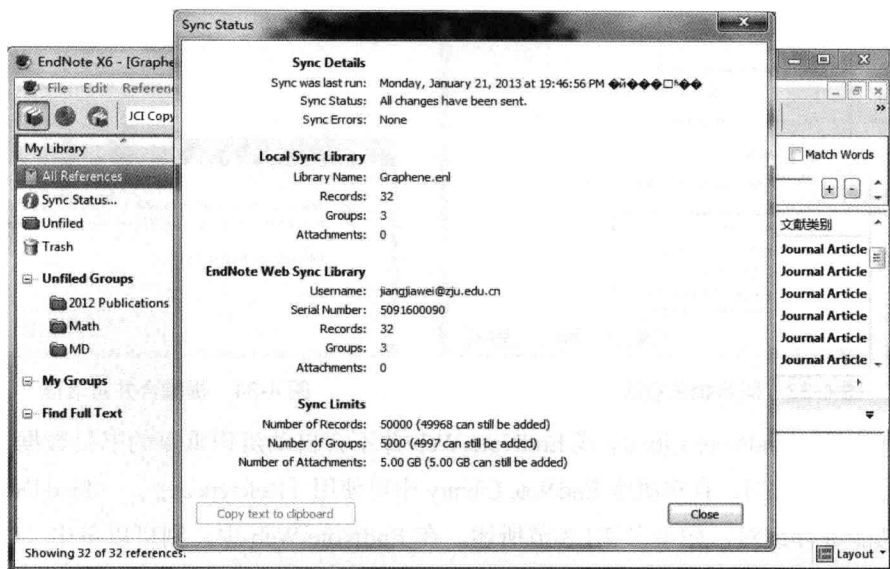 Sync Status
EndNote X6 - [Graphe
File Edit Referen
JCI Copy
My Library
All References
Sync Status...
Unfiled
Trash
Unfiled Groups
2012 Publications
Math
MD
My Groups
Find Full Text
Showing 32 of 32 references.
Sync Details
Sync was last run: Monday, January 21, 2013 at 19:46:56 PM
Sync Status: All changes have been sent.
Sync Errors: None
Local Sync Library
Library Name: Graphene.enl
Records: 32
Groups: 3
Attachments: 0
EndNote Web Sync Library
Username: jiangjiawei@zju.edu.cn
Serial Number: 5091600090
Records: 32
Groups: 3
Attachments: 0
Sync Limits
Number of Records: 50000 (49968 can still be added)
Number of Groups: 5000 (4997 can still be added)
Number of Attachments: 5.00 GB (5.00 GB can still be added)
Copy text to clipboard
Close
Match Words
文献类别
Journal Article
Journal Article
Journal Article
Journal Article
Journal Article
Journal Article
Layout